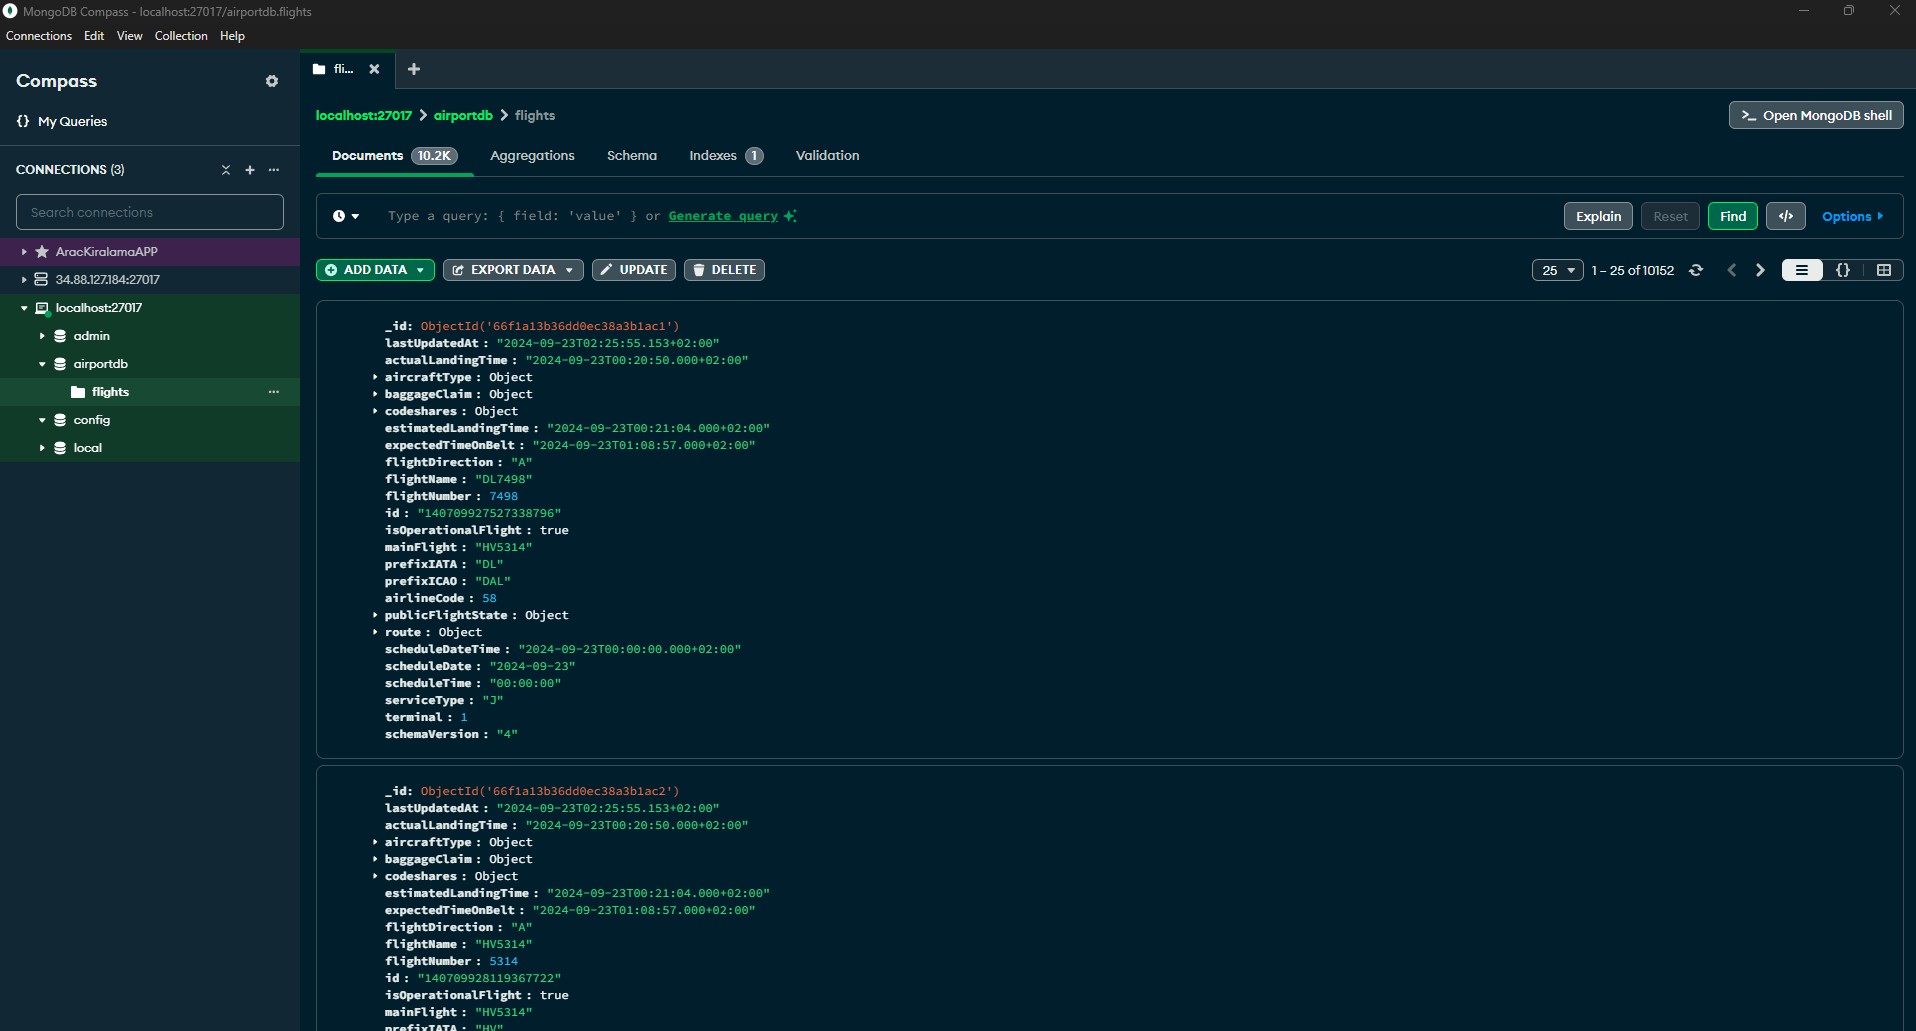 MongoDB Compass - localhost:27017/airportdb.flights
Connections Edit View Collection Help
Compass
{} My Queries
CONNECTIONS (3)
Search connections
AracKiralamaAPP
34.88.127.184:27017
localhost:27017
admin
airportdb
flights
config
local
fli...
localhost:27017 > airportdb > flights
>_ Open MongoDB shell
Documents 10.2K Aggregations Schema Indexes 1 Validation
Type a query: { field: 'value' } or Generate query
Explain Reset Find </> Options
ADD DATA EXPORT DATA UPDATE DELETE
25 1 – 25 of 10152 {}
_id: ObjectId('66f1a13b36dd0ec38a3b1ac1')
lastUpdatedAt : "2024-09-23T02:25:55.153+02:00"
actualLandingTime : "2024-09-23T00:20:50.000+02:00"
aircraftType : Object
baggageClaim : Object
codeshares : Object
estimatedLandingTime : "2024-09-23T00:21:04.000+02:00"
expectedTimeOnBelt : "2024-09-23T01:08:57.000+02:00"
flightDirection : "A"
flightName : "DL7498"
flightNumber : 7498
id : "140709927527338796"
isOperationalFlight : true
mainFlight : "HV5314"
prefixIATA : "DL"
prefixICAO : "DAL"
airlineCode : 58
publicFlightState : Object
route : Object
scheduleDateTime : "2024-09-23T00:00:00.000+02:00"
scheduleDate : "2024-09-23"
scheduleTime : "00:00:00"
serviceType : "J"
terminal : 1
schemaVersion : "4"
_id: ObjectId('66f1a13b36dd0ec38a3b1ac2')
lastUpdatedAt : "2024-09-23T02:25:55.153+02:00"
actualLandingTime : "2024-09-23T00:20:50.000+02:00"
aircraftType : Object
baggageClaim : Object
codeshares : Object
estimatedLandingTime : "2024-09-23T00:21:04.000+02:00"
expectedTimeOnBelt : "2024-09-23T01:08:57.000+02:00"
flightDirection : "A"
flightName : "HV5314"
flightNumber : 5314
id : "140709928119367722"
isOperationalFlight : true
mainFlight : "HV5314"
prefixIATA : "HV"